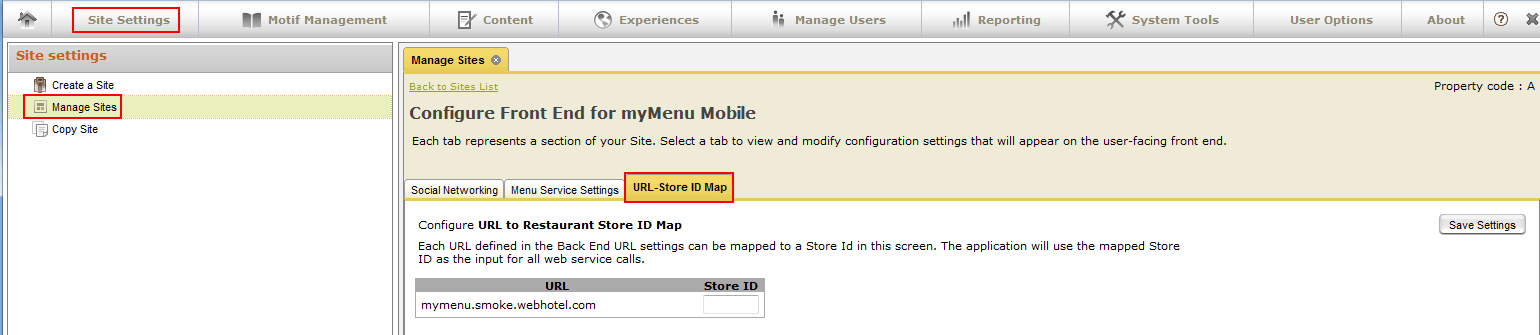 Site Settings Motif Management Content Experiences Manage Users Reporting System Tools User Options About ?
Site settings
Create a Site
Manage Sites
Copy Site
Manage Sites
Back to Sites List
Property code : A
Configure Front End for myMenu Mobile
Each tab represents a section of your Site. Select a tab to view and modify configuration settings that will appear on the user-facing front end.
Social Networking Menu Service Settings URL-Store ID Map
Configure URL to Restaurant Store ID Map
Save Settings
Each URL defined in the Back End URL settings can be mapped to a Store Id in this screen. The application will use the mapped Store
ID as the input for all web service calls.
URL Store ID
mymenu.smoke.webhotel.com